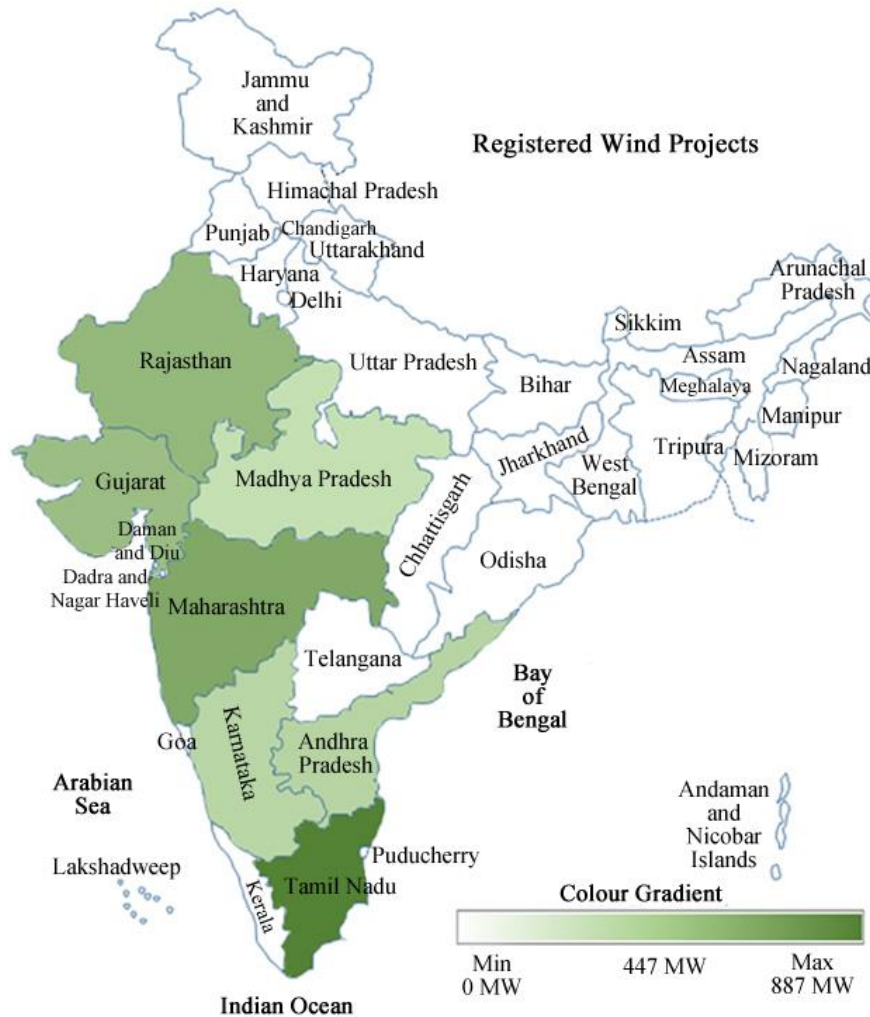 Jammu
and
Kashmir
Registered Wind Projects
Himachal Pradesh
Chandigarh
Punjab
Uttarakhand
Haryana
Delhi
Arunachal
Pradesh
Sikkim
Assam
Rajasthan
Uttar Pradesh
Bihar
Meghalaya
Nagaland
Manipur
Jharkhand
West
Bengal
Tripura
Mizoram
Gujarat
Madhya Pradesh
Chhattisgarh
Daman
and Diu
Dadra and
Nagar Haveli
Odisha
Maharashtra
Telangana
Bay
of
Bengal
Goa
Karnataka
Andhra
Pradesh
Arabian
Sea
Andaman
and
Nicobar
Islands
Lakshadweep
Puducherry
Kerala
Tamil Nadu
Colour Gradient
Min
0 MW
447 MW
Max
887 MW
Indian Ocean